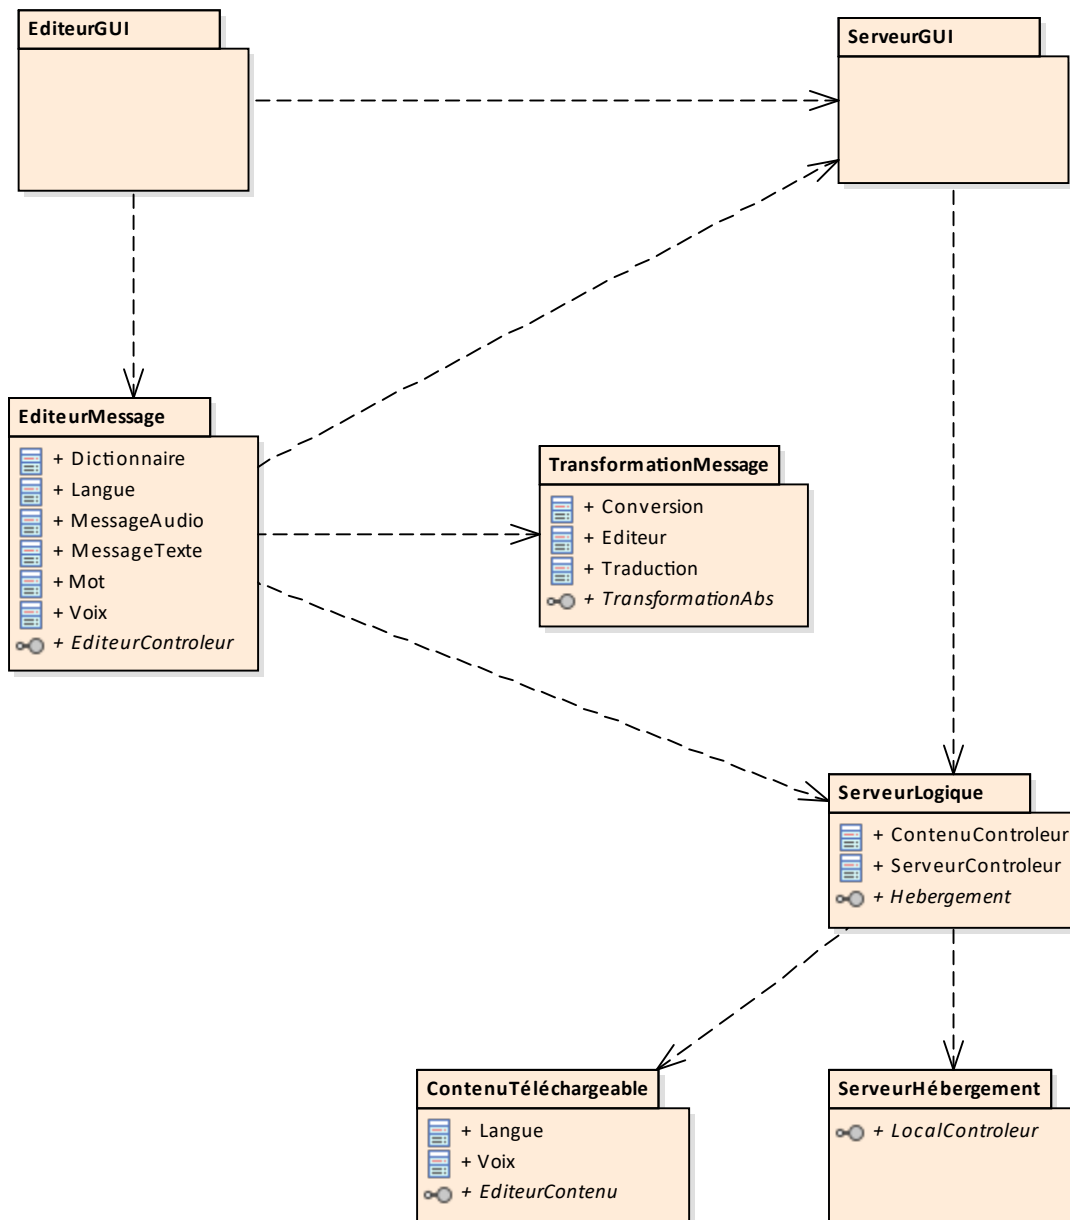 EditeurGUI
ServeurGUI
EditeurMessage
+ Dictionnaire
+ Langue
+ MessageAudio
+ MessageTexte
+ Mot
+ Voix
+ EditeurControleur
TransformationMessage
+ Conversion
+ Editeur
+ Traduction
+ TransformationAbs
ServeurLogique
+ ContenuControleur
+ ServeurControleur
+ Hebergement
ContenuTéléchargeable
+ Langue
+ Voix
+ EditeurContenu
ServeurHébergement
+ LocalControleur